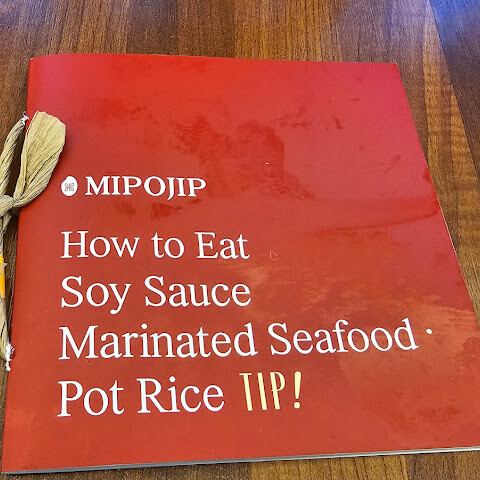 MIPOJIP
How to Eat
Soy Sauce
Marinated Seafood ·
Pot Rice TIP!